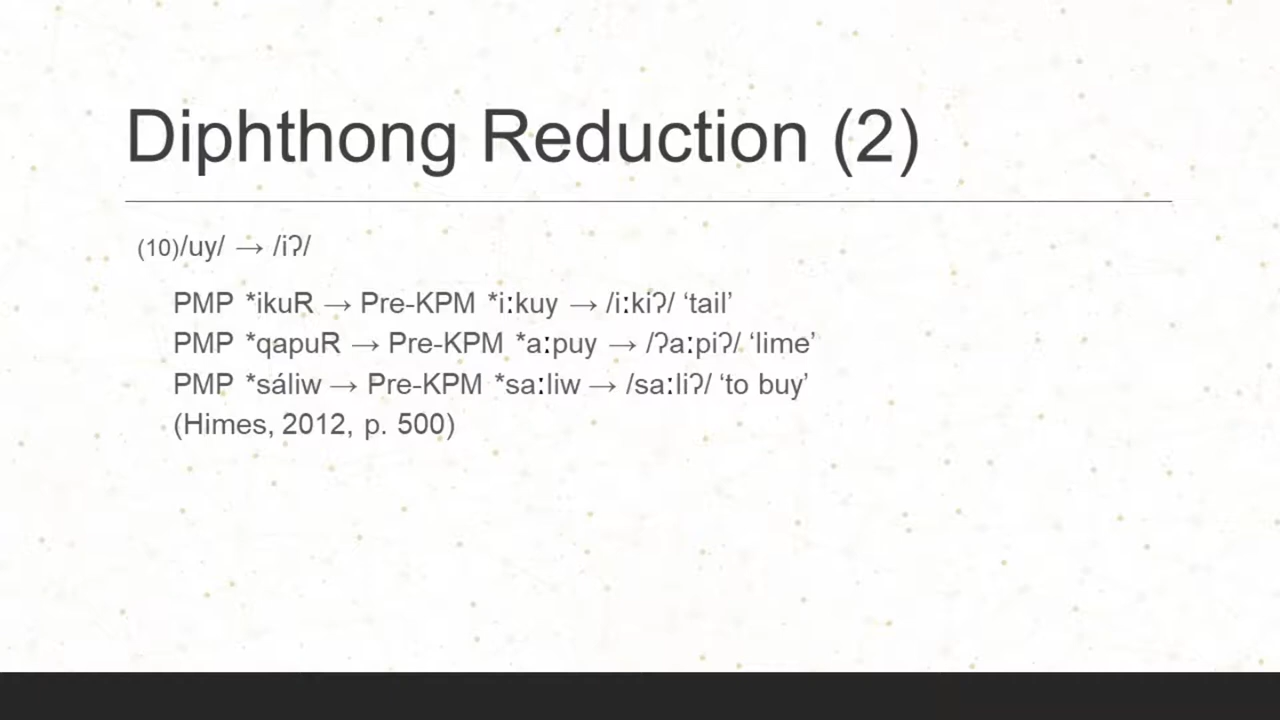 Diphthong Reduction (2)
(10)/uy/ → /iʔ/
PMP *ikuR → Pre-KPM *iːkuy → /iːkiʔ/ ‘tail’
PMP *qapuR → Pre-KPM *aːpuy → /ʔaːpiʔ/ ‘lime’
PMP *sáliw → Pre-KPM *saːliw → /saːliʔ/ ‘to buy’
(Himes, 2012, p. 500)